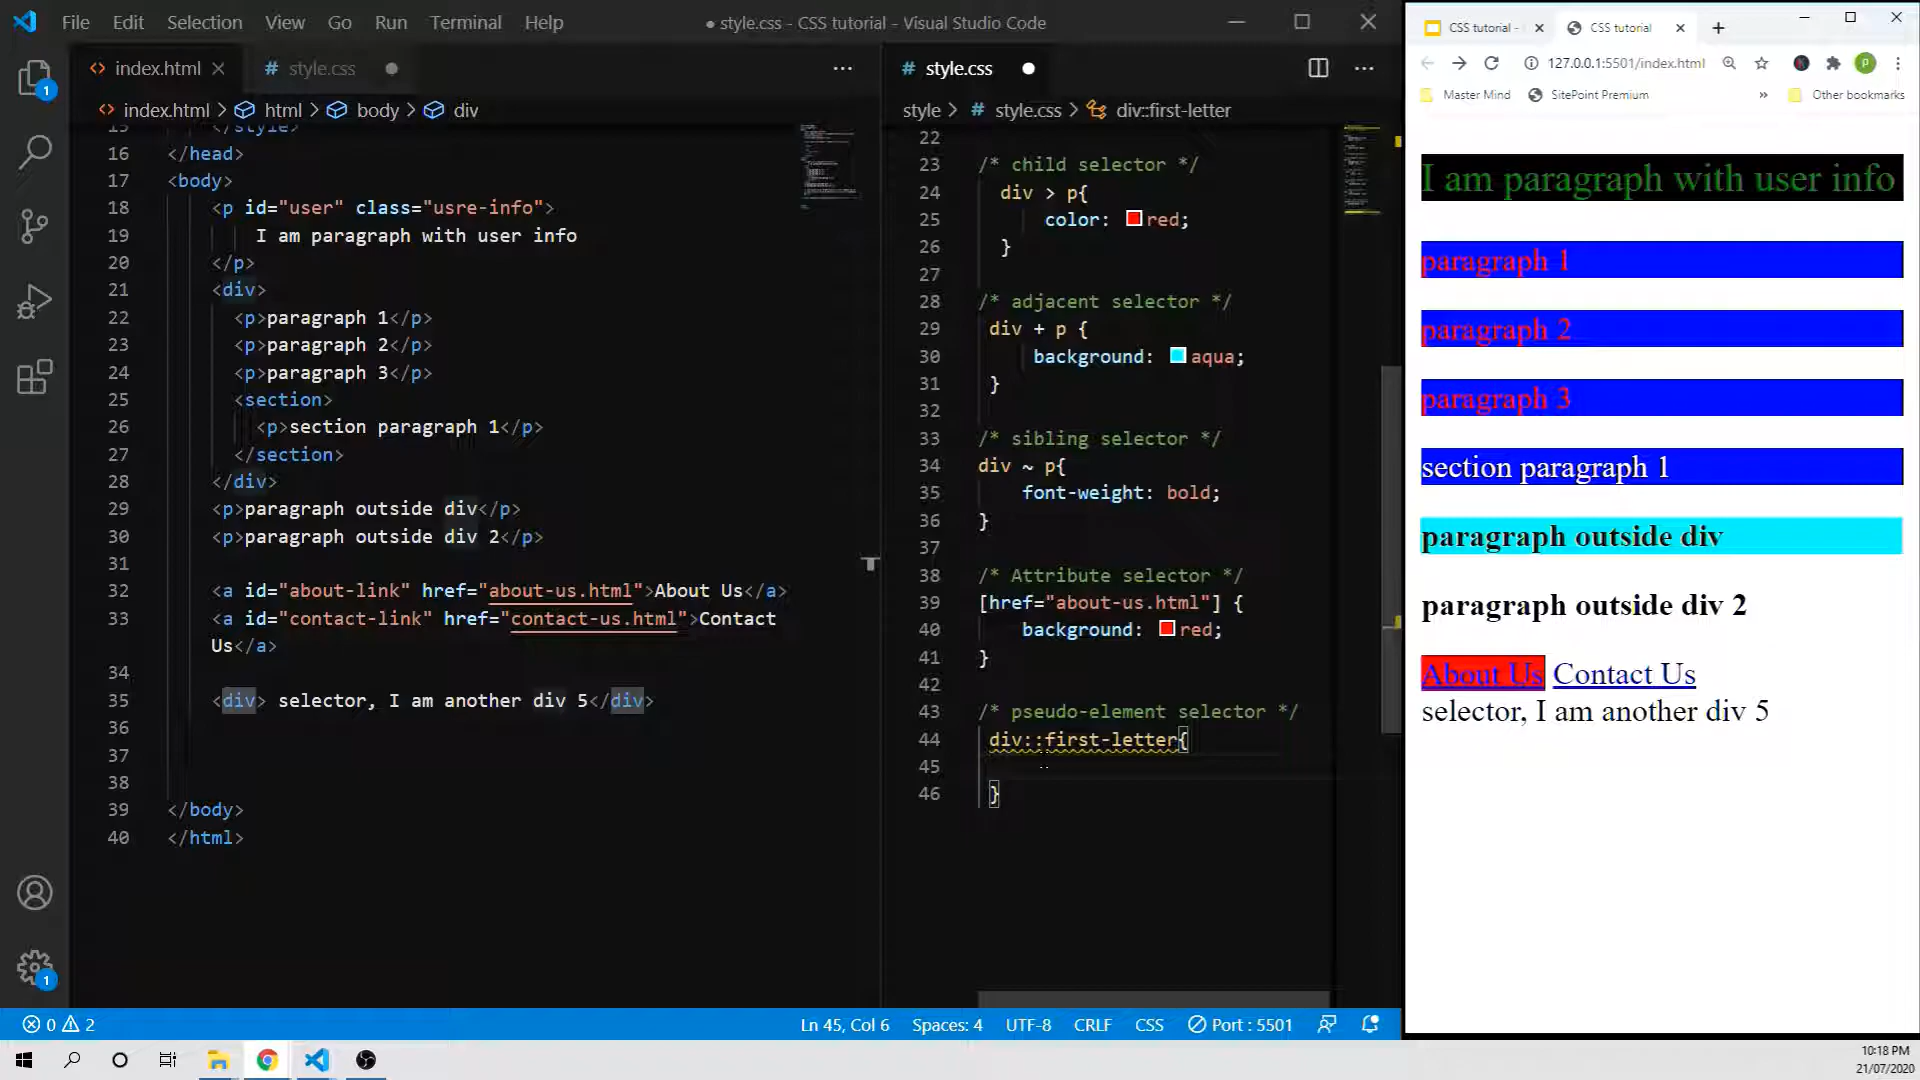 File Edit Selection View Go Run Terminal Help
● style.css - CSS tutorial - Visual Studio Code
index.html
# style.css
index.html > html > body > div
16 </head>
17 <body>
18 <p id="user" class="usre-info">
19 I am paragraph with user info
20 </p>
21 <div>
22 <p>paragraph 1</p>
23 <p>paragraph 2</p>
24 <p>paragraph 3</p>
25 <section>
26 <p>section paragraph 1</p>
27 </section>
28 </div>
29 <p>paragraph outside div</p>
30 <p>paragraph outside div 2</p>
31
32 <a id="about-link" href="about-us.html">About Us</a>
33 <a id="contact-link" href="contact-us.html">Contact
Us</a>
34
35 <div> selector, I am another div 5</div>
36
37
38
39 </body>
40 </html>
# style.css
style > # style.css > div::first-letter
22
23 /* child selector */
24 div > p{
25 color: red;
26 }
27
28 /* adjacent selector */
29 div + p {
30 background: aqua;
31 }
32
33 /* sibling selector */
34 div ~ p{
35 font-weight: bold;
36 }
37
38 /* Attribute selector */
39 [href="about-us.html"] {
40 background: red;
41 }
42
43 /* pseudo-element selector */
44 div::first-letter{
45
46 }
CSS tutorial -
CSS tutorial
127.0.0.1:5501/index.html
P
Master Mind
SitePoint Premium
»
Other bookmarks
I am paragraph with user info
paragraph 1
paragraph 2
paragraph 3
section paragraph 1
paragraph outside div
paragraph outside div 2
About Us Contact Us
selector, I am another div 5
1
1
0 2
Ln 45, Col 6
Spaces: 4
UTF-8
CRLF
CSS
Port : 5501
10:18 PM
21/07/2020